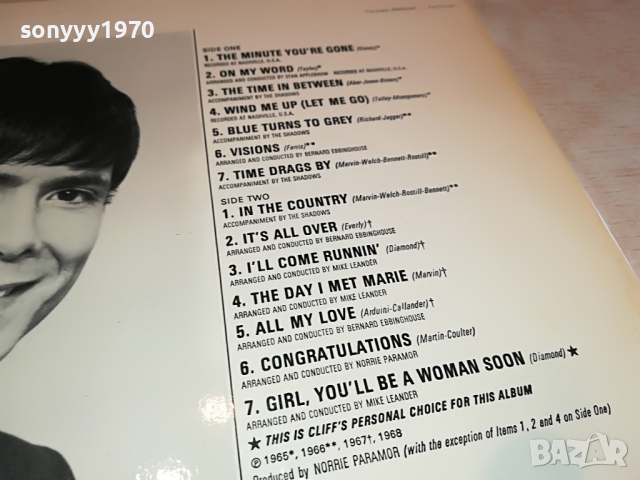 sonyyy1970
SIDE ONE
1. THE MINUTE YOU'RE GONE
RECORDED AT NASHVILLE, U.S.A.
2. ON MY WORD (Taylor)*
ARRANGED AND CONDUCTED BY STAN APPLEBAUM RECORDED AT NASHVILLE, U.S.A.
3. THE TIME IN BETWEEN
ACCOMPANIMENT BY THE SHADOWS
4. WIND ME UP (LET ME GO) (Talley-Montgomery)*
RECORDED AT NASHVILLE, U.S.A.
5. BLUE TURNS TO GREY (Richard-Jagger)**
ACCOMPANIMENT BY THE SHADOWS
6. VISIONS (Ferris)**
ARRANGED AND CONDUCTED BY BERNARD EBBINGHOUSE
7. TIME DRAGS BY (Marvin-Welch-Bennett-Rostill)**
ACCOMPANIMENT BY THE SHADOWS
SIDE TWO
1. IN THE COUNTRY (Marvin-Welch-Rostill-Bennett)**
ACCOMPANIMENT BY THE SHADOWS
2. IT'S ALL OVER (Everly)†
ARRANGED AND CONDUCTED BY BERNARD EBBINGHOUSE
3. I'LL COME RUNNIN' (Diamond)†
ARRANGED AND CONDUCTED BY MIKE LEANDER
4. THE DAY I MET MARIE (Marvin)†
ARRANGED AND CONDUCTED BY MIKE LEANDER
5. ALL MY LOVE (Arduini-Callander)†
ARRANGED AND CONDUCTED BY BERNARD EBBINGHOUSE
6. CONGRATULATIONS (Martin-Coulter)
ARRANGED AND CONDUCTED BY NORRIE PARAMOR
7. GIRL, YOU'LL BE A WOMAN SOON (Diamond)★
ARRANGED AND CONDUCTED BY MIKE LEANDER
★ THIS IS CLIFF'S PERSONAL CHOICE FOR THIS ALBUM
℗ 1965*, 1966**, 1967†, 1968
Produced by NORRIE PARAMOR (with the exception of Items 1, 2 and 4 on Side One)
BAZAR